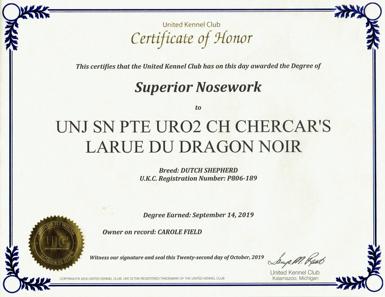 United Kennel Club
Certificate of Honor
This certifies that the United Kennel Club has on this day awarded the Degree of
Superior Nosework
to
UNJ SN PTE URO2 CH CHERCAR'S
LARUE DU DRAGON NOIR
Breed: DUTCH SHEPHERD
U.K.C. Registration Number: P806-189
Degree Earned: September 14, 2019
Owner on record: CAROLE FIELD
Witness our signature and seal this Twenty-second day of October, 2019
United Kennel Club
Kalamazoo, Michigan